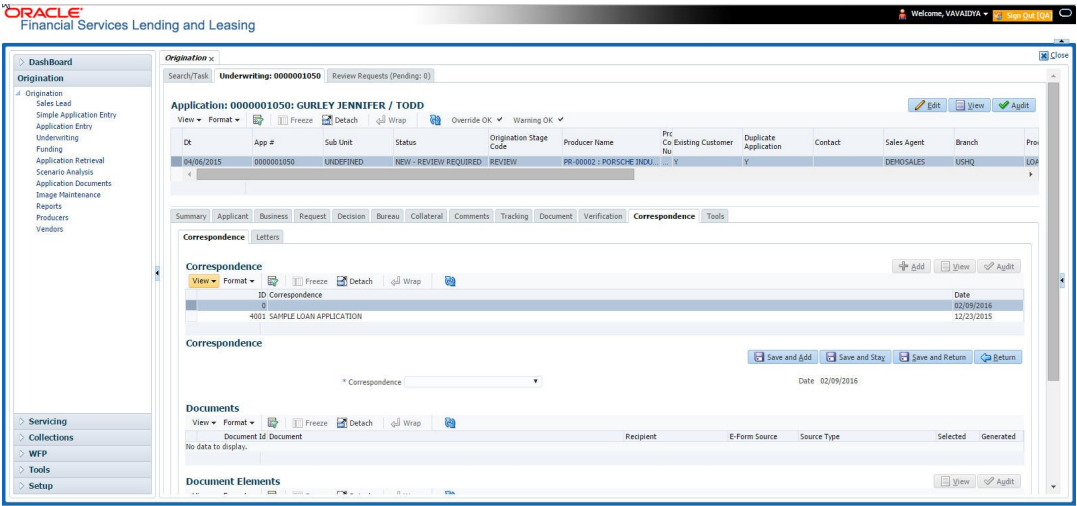 ORACLE
Financial Services Lending and Leasing
Welcome, VAVAIDYA
Sign Out [QA]
Close
DashBoard
Origination
Origination
Sales Lead
Simple Application Entry
Application Entry
Underwriting
Funding
Application Retrieval
Scenario Analysis
Application Documents
Image Maintenance
Reports
Producers
Vendors
Servicing
Collections
WFP
Tools
Setup
Origination x
Search/Task Underwriting: 0000001050 Review Requests (Pending: 0)
Application: 0000001050: GURLEY JENNIFER / TODD
Edit View Audit
View Format Freeze Detach Wrap Override OK Warning OK
Dt App # Sub Unit Status Origination Stage Code Producer Name Prc Co Nu Existing Customer Duplicate Application Contact Sales Agent Branch Pro
04/06/2015 0000001050 UNDEFINED NEW - REVIEW REQUIRED REVIEW PR-00002 : PORSCHE INDU... ... Y Y DEMOSALES USHQ LOA
Summary Applicant Business Request Decision Bureau Collateral Comments Tracking Document Verification Correspondence Tools
Correspondence Letters
Correspondence
Add View Audit
View Format Freeze Detach Wrap
ID Correspondence Date
0 02/09/2016
4001 SAMPLE LOAN APPLICATION 12/23/2015
Correspondence
Save and Add Save and Stay Save and Return Return
* Correspondence Date 02/09/2016
Documents
View Format Freeze Detach Wrap
Document Id Document Recipient E-Form Source Source Type Selected Generated
No data to display.
Document Elements
View Audit